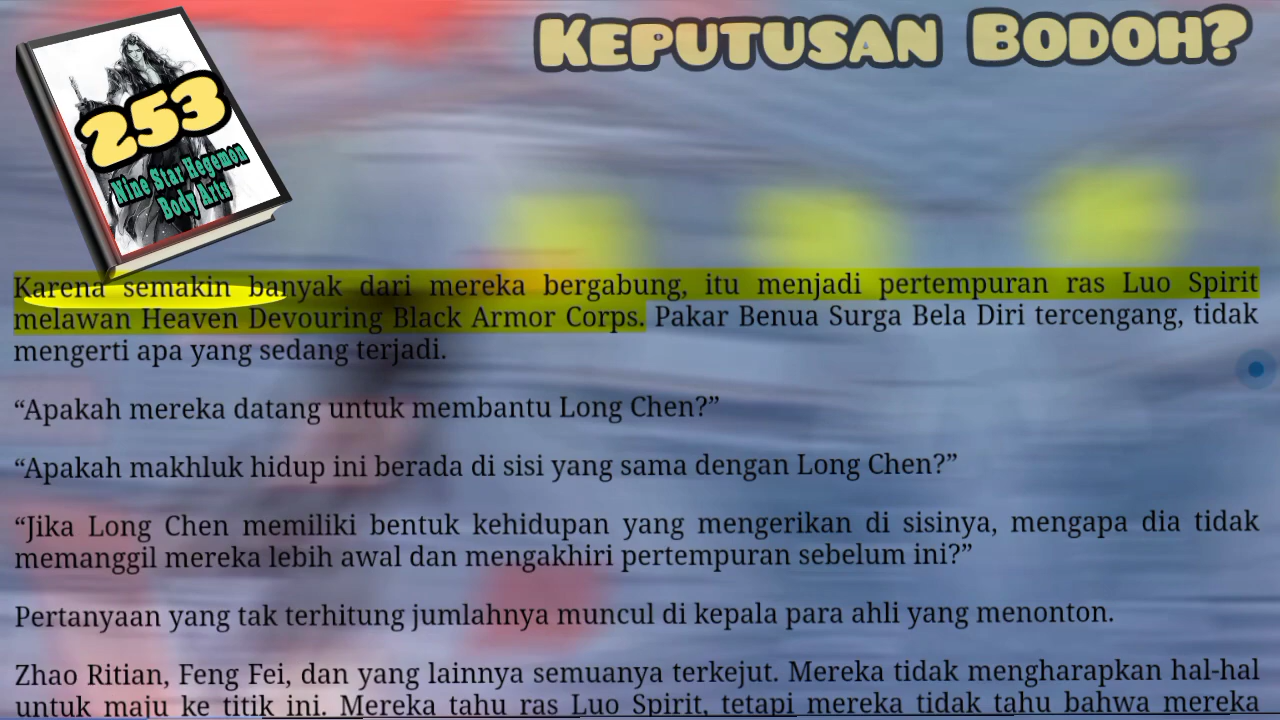 KEPUTUSAN BODOH?
253
Nine Star Hegemon
Body Arts
Karena semakin banyak dari mereka bergabung, itu menjadi pertempuran ras Luo Spirit
melawan Heaven Devouring Black Armor Corps. Pakar Benua Surga Bela Diri tercengang, tidak
mengerti apa yang sedang terjadi.
“Apakah mereka datang untuk membantu Long Chen?”
“Apakah makhluk hidup ini berada di sisi yang sama dengan Long Chen?”
“Jika Long Chen memiliki bentuk kehidupan yang mengerikan di sisinya, mengapa dia tidak
memanggil mereka lebih awal dan mengakhiri pertempuran sebelum ini?”
Pertanyaan yang tak terhitung jumlahnya muncul di kepala para ahli yang menonton.
Zhao Ritian, Feng Fei, dan yang lainnya semuanya terkejut. Mereka tidak mengharapkan hal-hal
untuk maju ke titik ini. Mereka tahu ras Luo Spirit, tetapi mereka tidak tahu bahwa mereka